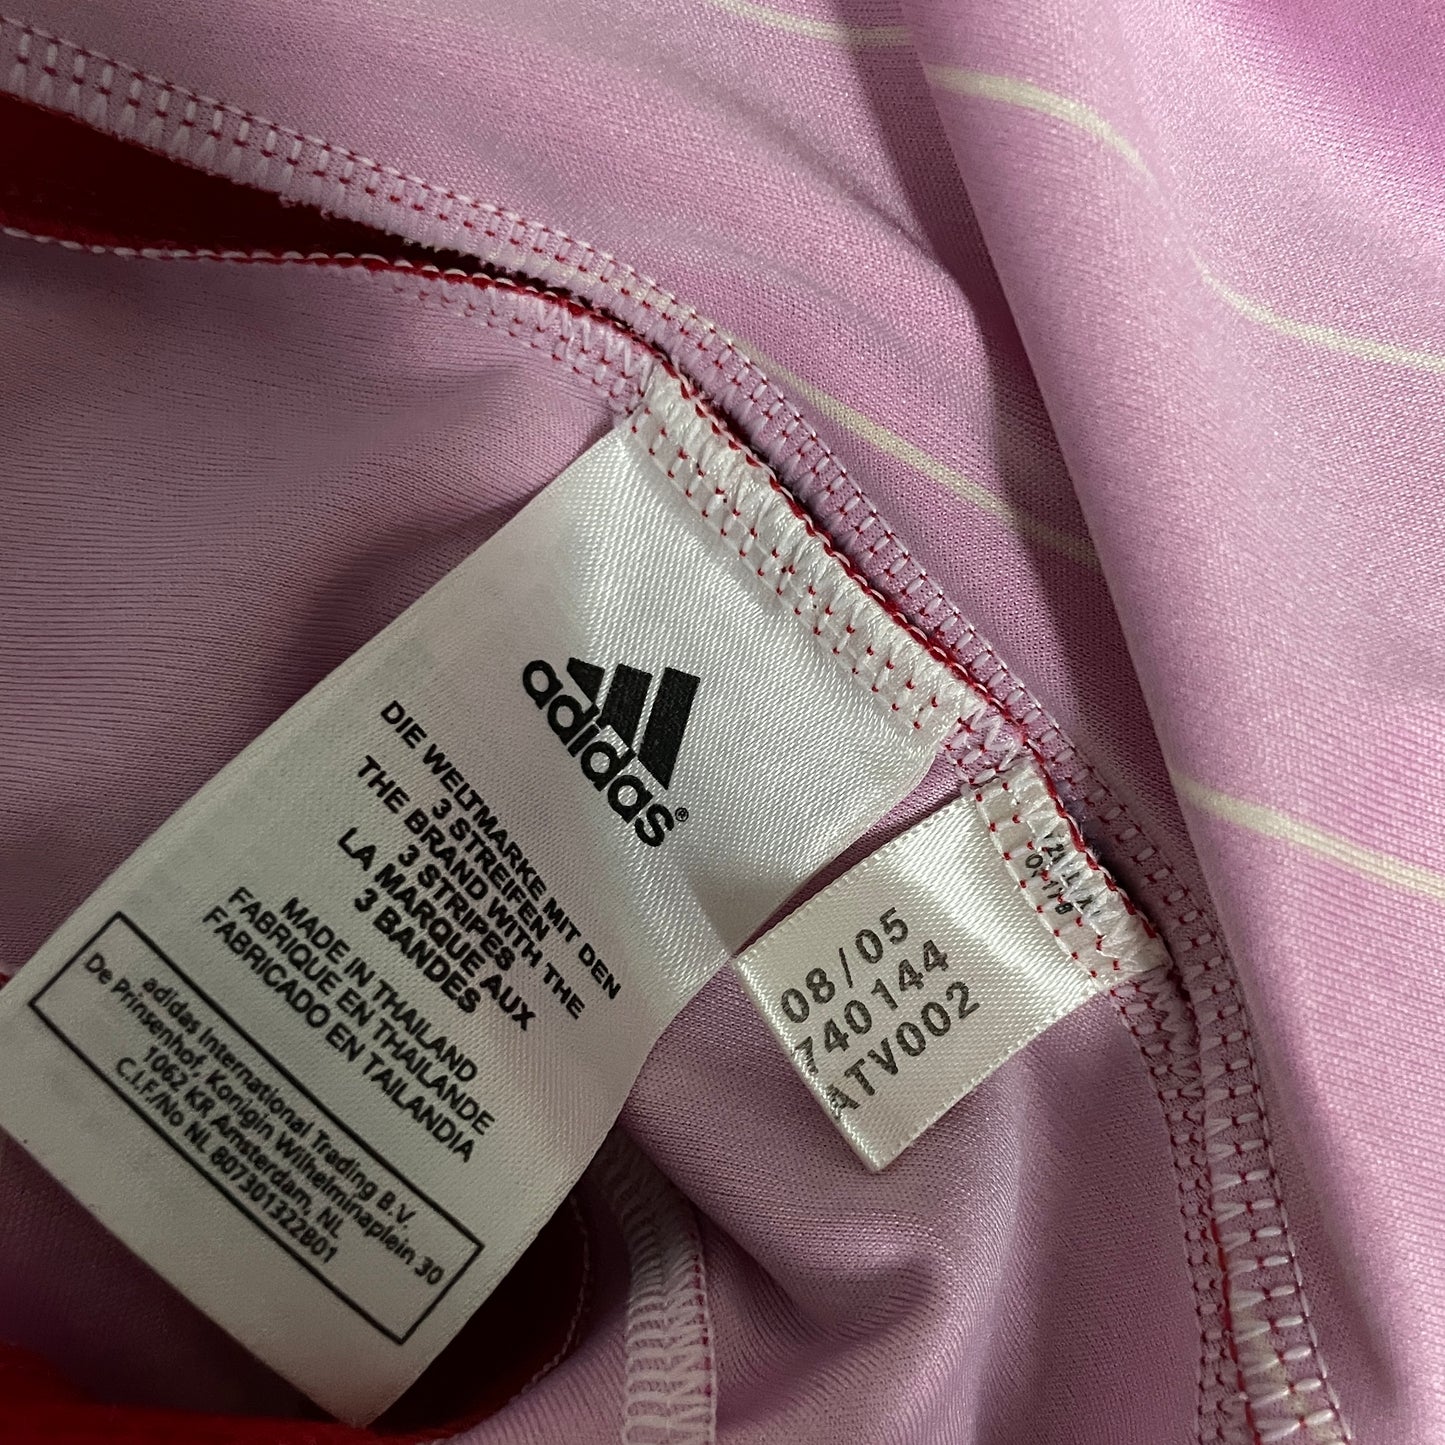 adidas®
DIE WELTMARKE MIT DEN
3 STREIFEN
THE BRAND WITH THE
3 STRIPES
LA MARQUE AUX
3 BANDES
MADE IN THAILAND
FABRIQUÉ EN THAILANDE
FABRICADO EN TAILANDIA
adidas International Trading B.V.
De Prinsenhof, Konigin Wilhelminaplein 30
1062 KR Amsterdam, NL
C.I.F./No NL 807301322B01
08/05
740144
ATV002